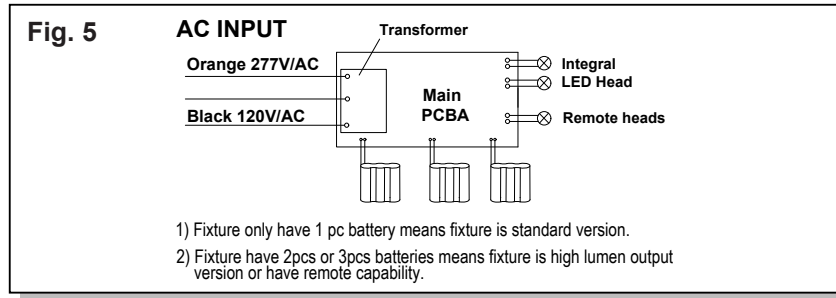 Fig. 5
AC INPUT
Transformer
Orange 277V/AC
Black 120V/AC
Main
PCBA
Integral
LED Head
Remote heads
1) Fixture only have 1 pc battery means fixture is standard version.
2) Fixture have 2pcs or 3pcs batteries means fixture is high lumen output
version or have remote capability.